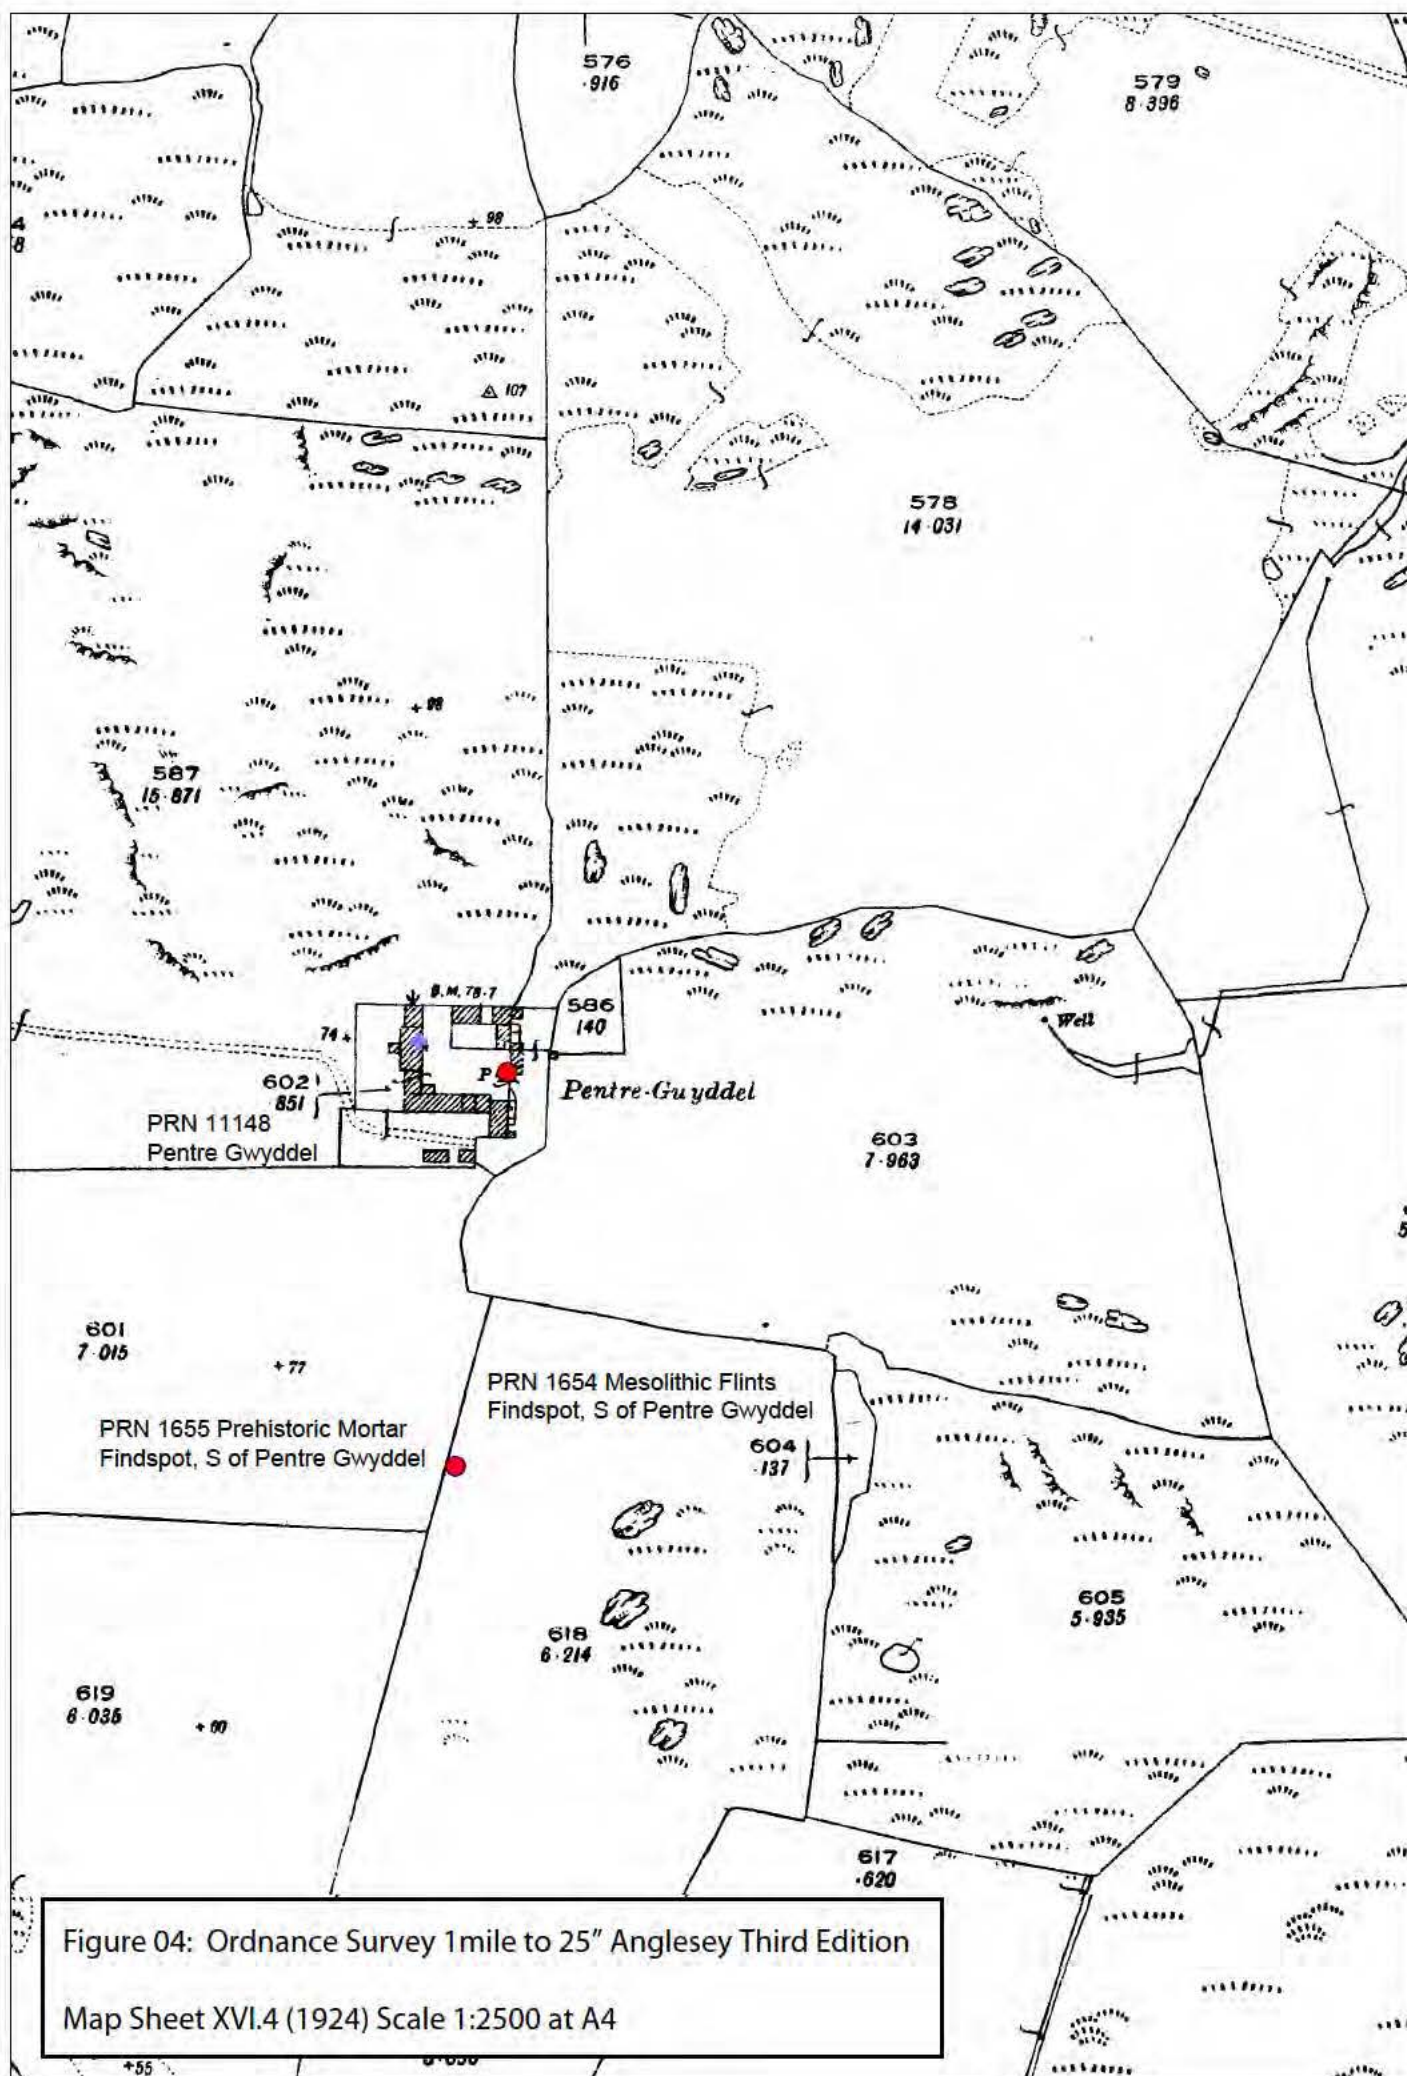 576
·916
579
8·396
+ 98
107
578
14·031
+ 98
587
15·871
B.M. 78·7
586
·140
74 +
Well
P
602
·851
Pentre-Gwyddel
PRN 11148
Pentre Gwyddel
603
7·963
601
7·015
+ 77
PRN 1654 Mesolithic Flints
Findspot, S of Pentre Gwyddel
PRN 1655 Prehistoric Mortar
Findspot, S of Pentre Gwyddel
604
·137
605
5·935
618
6·214
619
6·035
+ 60
617
·620
Figure 04: Ordnance Survey 1mile to 25” Anglesey Third Edition
Map Sheet XVI.4 (1924) Scale 1:2500 at A4
+55